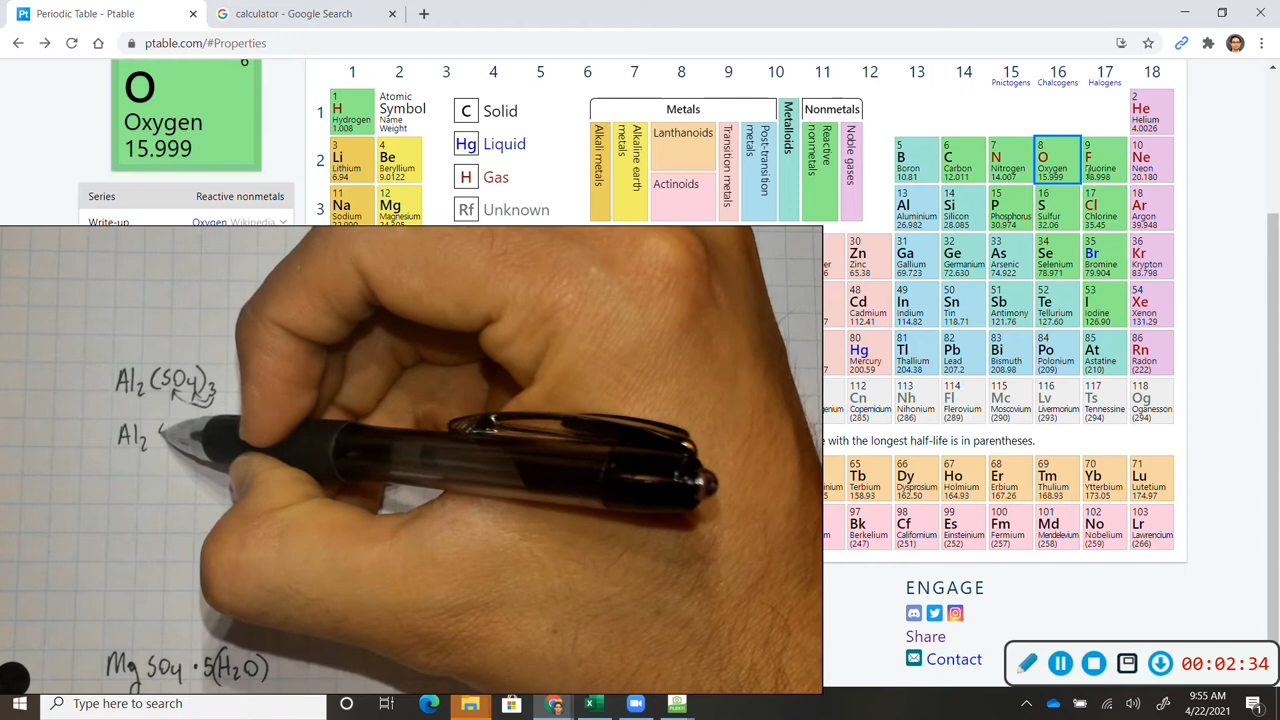 Periodic Table - Ptable
calculator - Google Search
ptable.com/#Properties
6
O
Oxygen
15.999
Series Reactive nonmetals
Write-up Oxygen Wikipedia
1 2 3 4 5 6 7 8 9 10 11 12 13 14 15 16 17 18
Pnictogens Chalcogens Halogens
Atomic
Symbol
Name
Weight
C Solid
Hg Liquid
H Gas
Rf Unknown
Metals
Metalloids
Nonmetals
Alkali metals
Alkaline earth metals
Lanthanoids
Actinoids
Transition metals
Post-transition metals
Reactive nonmetals
Noble gases
1
1 H Hydrogen 1.008
2 He Helium 4.0026
2
3 Li Lithium 6.94
4 Be Beryllium 9.0122
5 B Boron 10.81
6 C Carbon 12.011
7 N Nitrogen 14.007
8 O Oxygen 15.999
9 F Fluorine 18.998
10 Ne Neon 20.180
3
11 Na Sodium
12 Mg Magnesium
13 Al Aluminium 26.982
14 Si Silicon 28.085
15 P Phosphorus 30.974
16 S Sulfur 32.06
17 Cl Chlorine 35.45
18 Ar Argon 39.948
30 Zn Zinc 65.38
31 Ga Gallium 69.723
32 Ge Germanium 72.630
33 As Arsenic 74.922
34 Se Selenium 78.971
35 Br Bromine 79.904
36 Kr Krypton 83.798
48 Cd Cadmium 112.41
49 In Indium 114.82
50 Sn Tin 118.71
51 Sb Antimony 121.76
52 Te Tellurium 127.60
53 I Iodine 126.90
54 Xe Xenon 131.29
80 Hg Mercury 200.59
81 Tl Thallium 204.38
82 Pb Lead 207.2
83 Bi Bismuth 208.98
84 Po Polonium (209)
85 At Astatine (210)
86 Rn Radon (222)
112 Cn Copernicium (285)
113 Nh Nihonium (286)
114 Fl Flerovium (289)
115 Mc Moscovium (290)
116 Lv Livermorium (293)
117 Ts Tennessine (294)
118 Og Oganesson (294)
e with the longest half-life is in parentheses.
65 Tb Terbium 158.93
66 Dy Dysprosium 162.50
67 Ho Holmium 164.93
68 Er Erbium 167.26
69 Tm Thulium 168.93
70 Yb Ytterbium 173.05
71 Lu Lutetium 174.97
97 Bk Berkelium (247)
98 Cf Californium (251)
99 Es Einsteinium (252)
100 Fm Fermium (257)
101 Md Mendelevium (258)
102 No Nobelium (259)
103 Lr Lawrencium (266)
Al2(SO4)3
Al2
MgSO4 · 5(H2O)
ENGAGE
Share
Contact
00:02:34
Type here to search
9:55 AM
4/22/2021